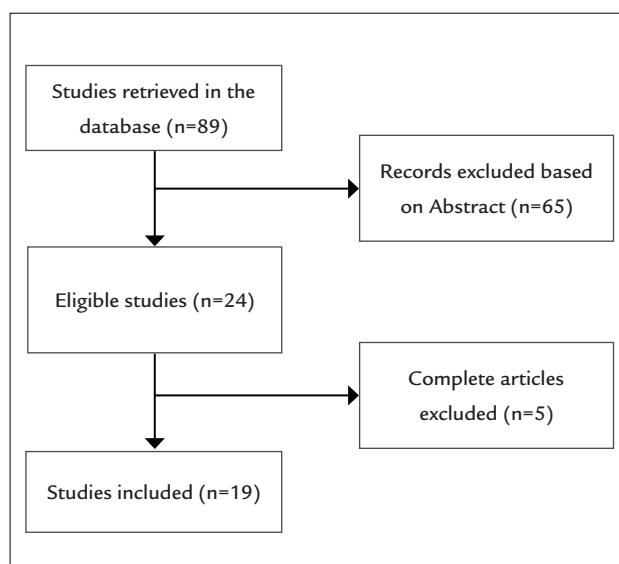 Studies retrieved in the
database (n=89)
Records excluded based
on Abstract (n=65)
Eligible studies (n=24)
Complete articles
excluded (n=5)
Studies included (n=19)